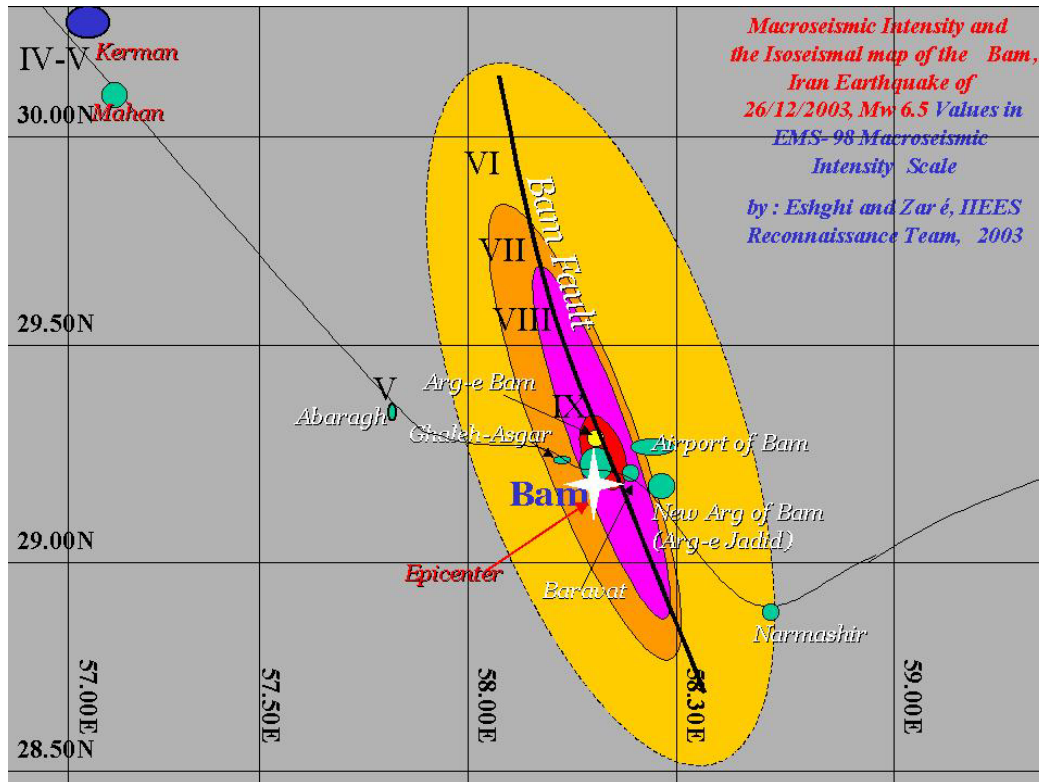 Macroseismic Intensity and
the Isoseismal map of the Bam,
Iran Earthquake of
26/12/2003, Mw 6.5 Values in
EMS-98 Macroseismic
Intensity Scale
by : Eshghi and Zar é, IIEES
Reconnaissance Team, 2003
Kerman
IV-V
Mahan
30.00N
VI
Bam Fault
VII
VIII
29.50N
Arg-e Bam
V
IX
Abaragh
Ghaleh-Asgar
Airport of Bam
Bam
New Arg of Bam
(Arg-e Jadid)
29.00N
Epicenter
Baravat
Narmashir
57.00E
57.50E
58.00E
58.30E
59.00E
28.50N